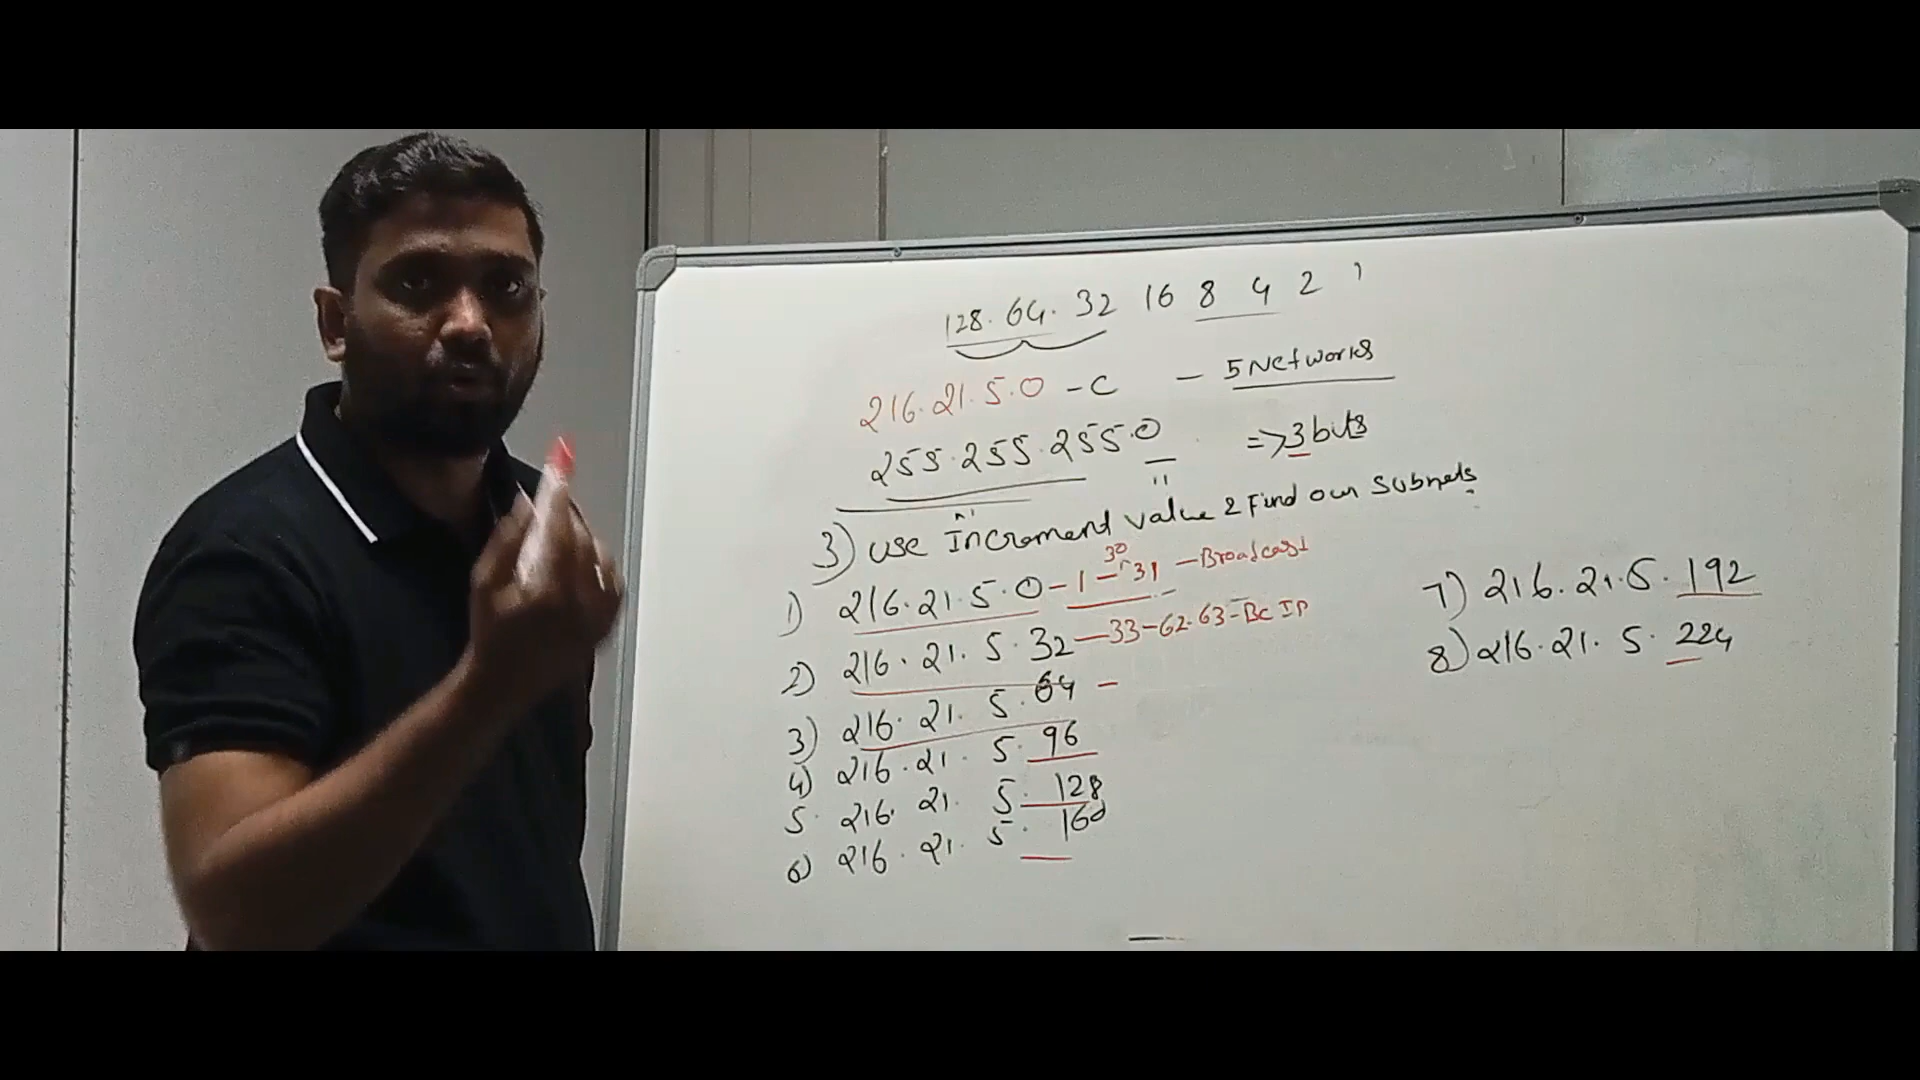 128. 64. 32 16 8 4 2 1
216.21.5.0 - C - 5 Networks
255.255.255.0 => 3 bits
3) Use Increment value & Find our Subnets
1) 216.21.5.0 - 1 - 30 31 - Broadcast
2) 216.21.5.32 - 33 - 62. 63 - BC IP
3) 216.21.5.64 -
4) 216.21.5.96
5. 216.21.5.128
6) 216.21.5.160
7) 216.21.5.192
8) 216.21.5.224